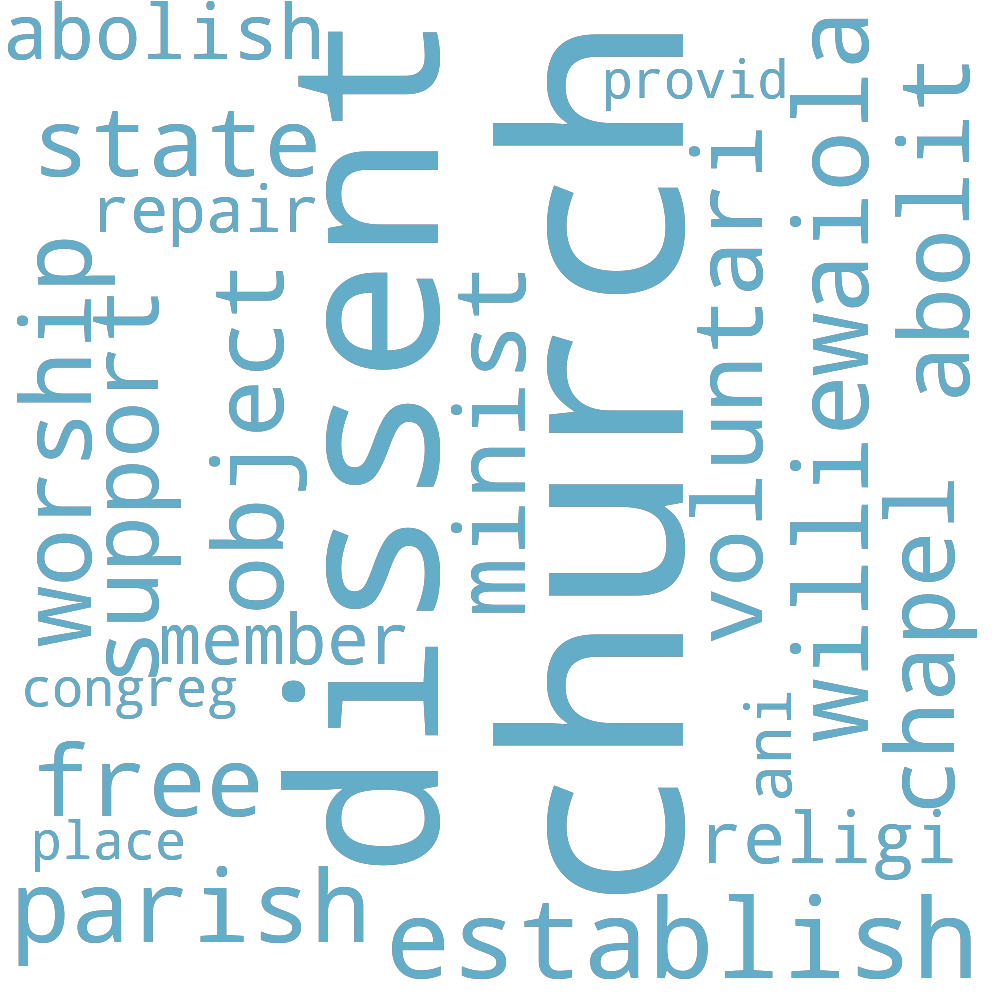 abolish
state
repair
provid
worship
support
object
dissent
minist
church
voluntari
williewaiola
abolit
chapel
member
congreg
free
ani
place
religi
parish
establish